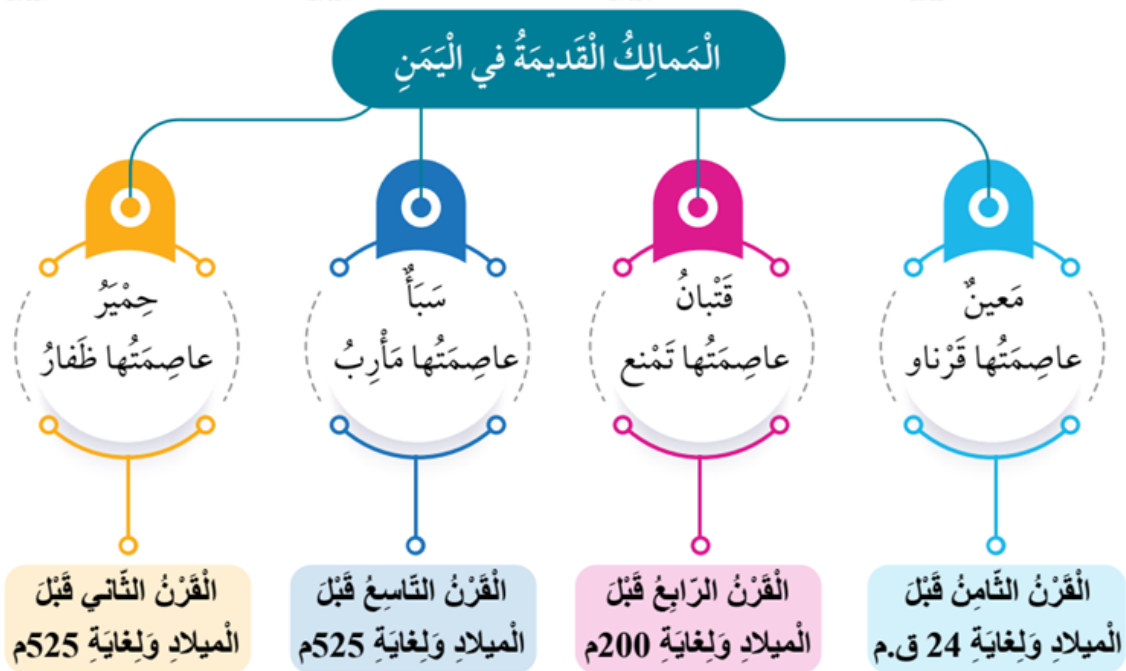 الْمَمالِكُ الْقَديمَةُ في الْيَمَنِ
مَعينٌ
عاصِمَتُها قَرْناو
الْقَرْنُ الثّامِنُ قَبْلَ
الْميلادِ وَلِغايَةِ 24 ق.م
قَتْبانُ
عاصِمَتُها تَمْنع
الْقَرْنُ الرّابِعُ قَبْلَ
الْميلادِ وَلِغايَةِ 200م
سَبَأٌ
عاصِمَتُها مَأْرِبُ
الْقَرْنُ التّاسِعُ قَبْلَ
الْميلادِ وَلِغايَةِ 525م
حِمْيَرُ
عاصِمَتُها ظَفارُ
الْقَرْنُ الثّاني قَبْلَ
الْميلادِ وَلِغايَةِ 525م